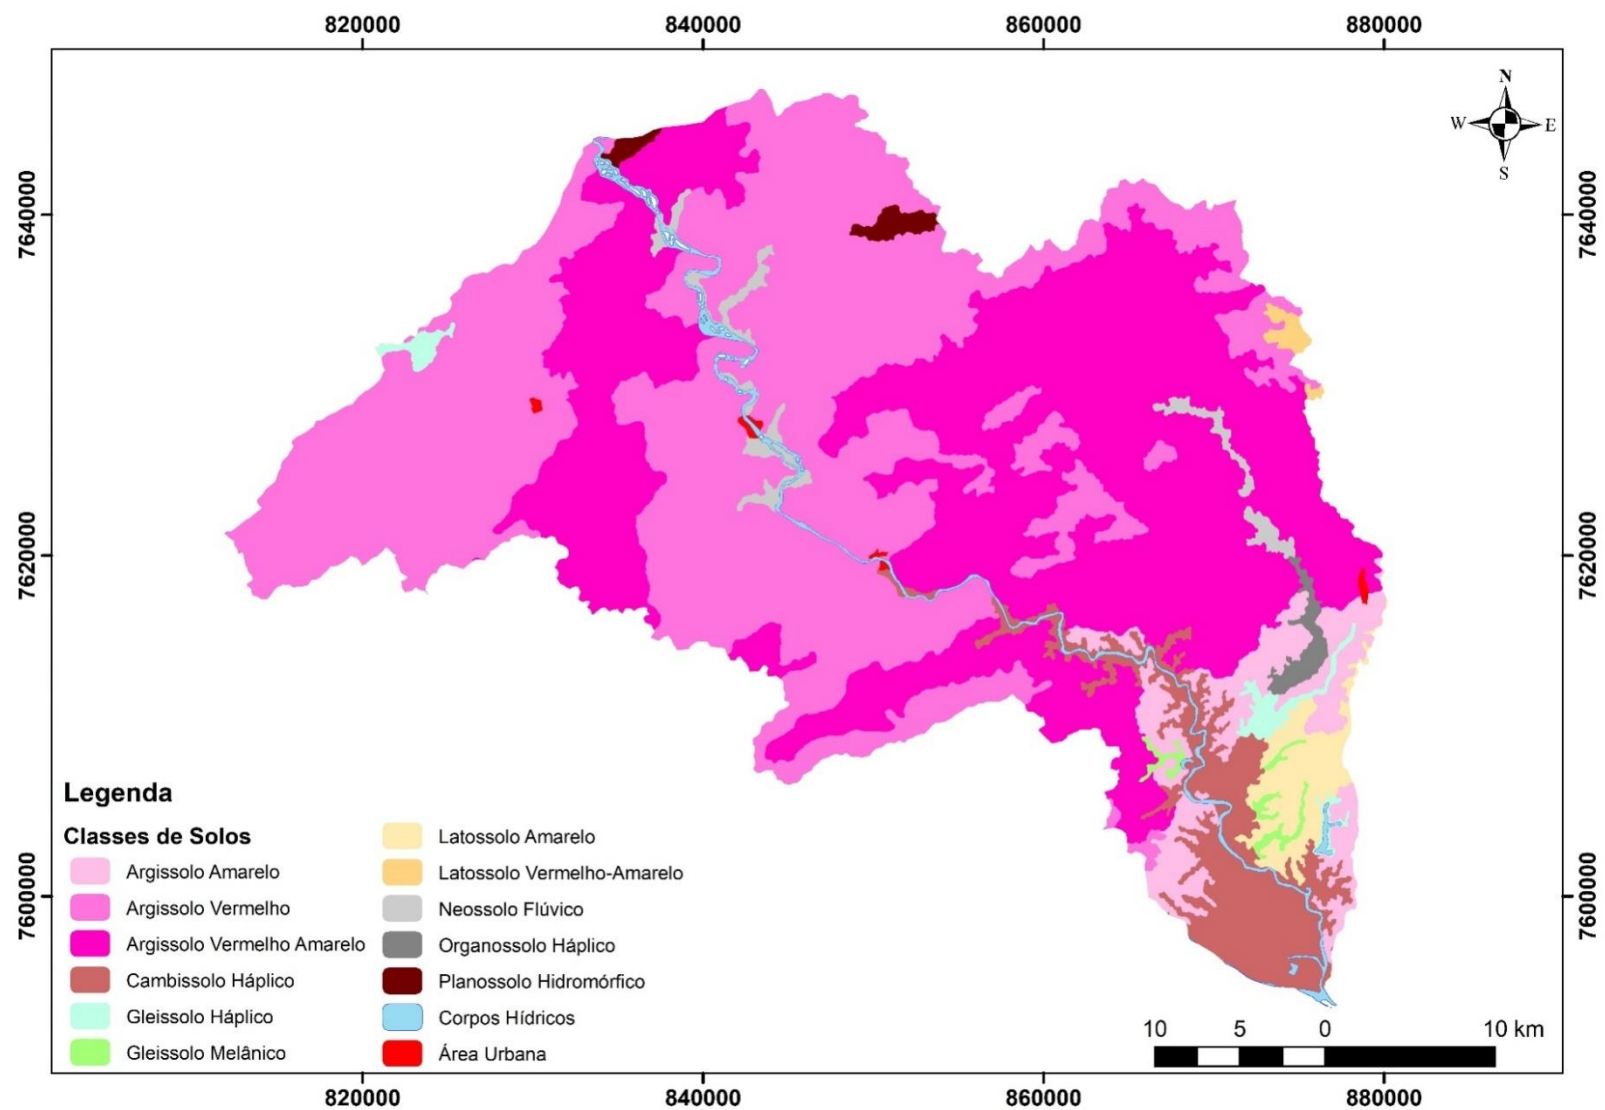 820000 840000 860000 880000
N
W E
S
7640000 7640000
7620000 7620000
7600000 7600000
Legenda
Classes de Solos
Argissolo Amarelo
Argissolo Vermelho
Argissolo Vermelho Amarelo
Cambissolo Háplico
Gleissolo Háplico
Gleissolo Melânico
Latossolo Amarelo
Latossolo Vermelho-Amarelo
Neossolo Flúvico
Organossolo Háplico
Planossolo Hidromórfico
Corpos Hídricos
Área Urbana
10 5 0 10 km
820000 840000 860000 880000